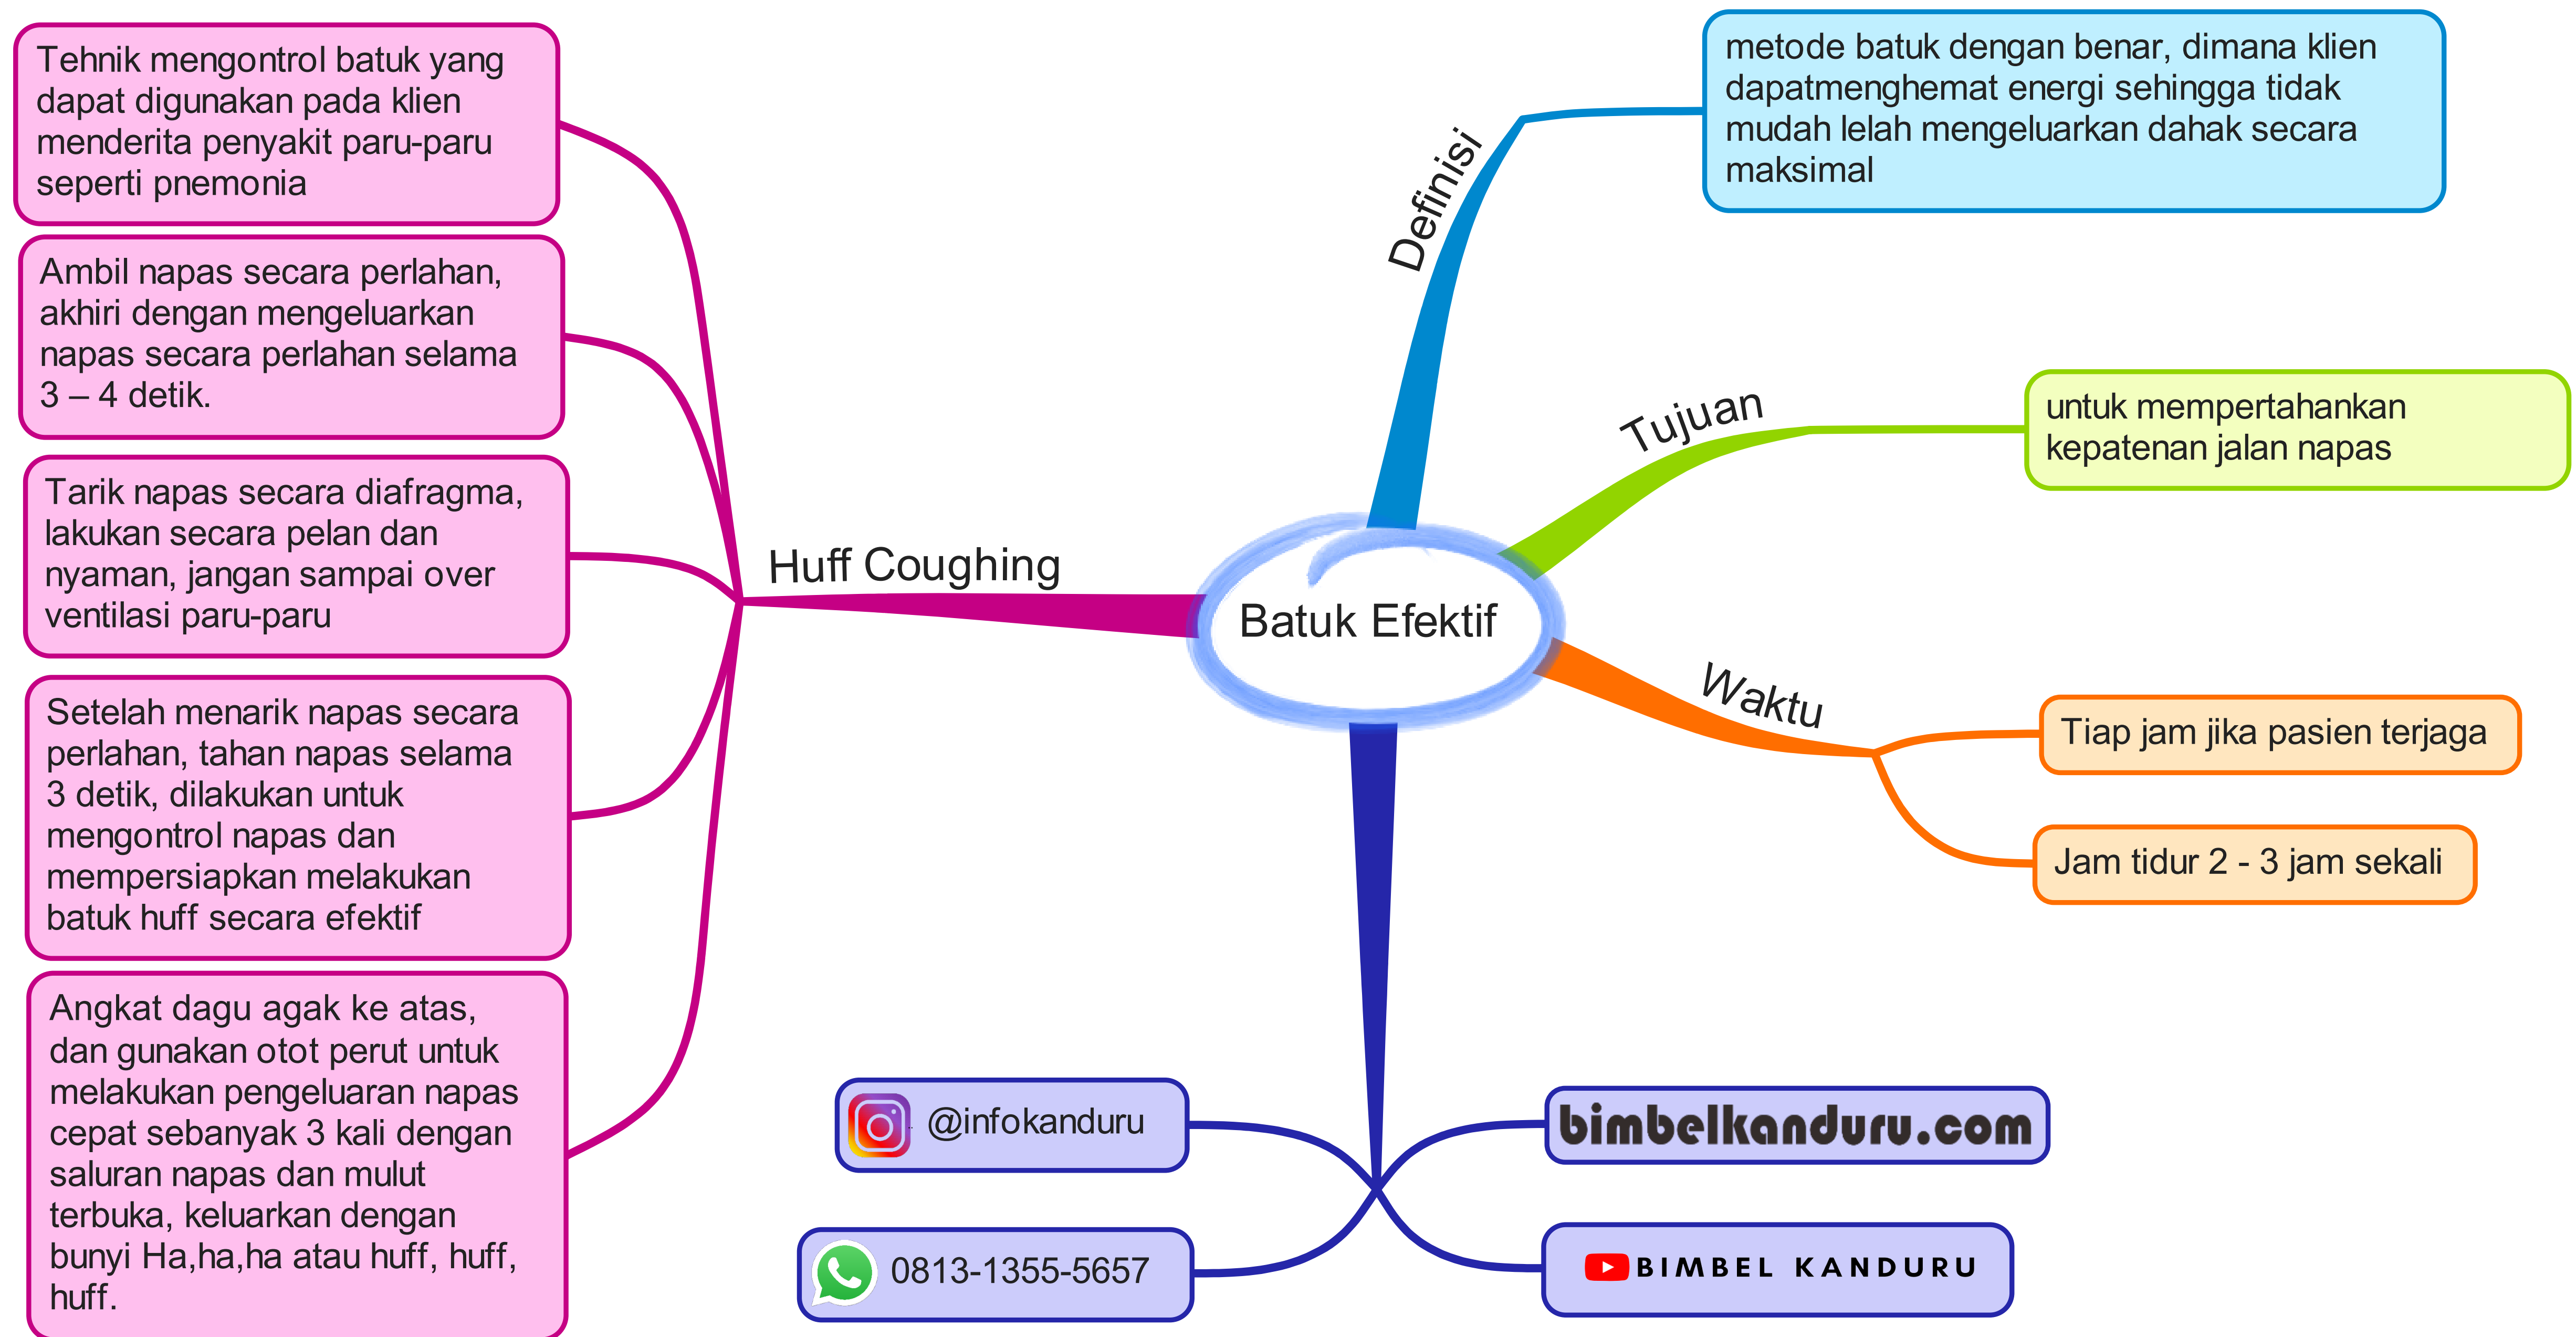 Batuk Efektif
Definisi
metode batuk dengan benar, dimana klien
dapatmenghemat energi sehingga tidak
mudah lelah mengeluarkan dahak secara
maksimal
Tujuan
untuk mempertahankan
kepatenan jalan napas
Waktu
Tiap jam jika pasien terjaga
Jam tidur 2 - 3 jam sekali
Huff Coughing
Tehnik mengontrol batuk yang
dapat digunakan pada klien
menderita penyakit paru-paru
seperti pnemonia
Ambil napas secara perlahan,
akhiri dengan mengeluarkan
napas secara perlahan selama
3 – 4 detik.
Tarik napas secara diafragma,
lakukan secara pelan dan
nyaman, jangan sampai over
ventilasi paru-paru
Setelah menarik napas secara
perlahan, tahan napas selama
3 detik, dilakukan untuk
mengontrol napas dan
mempersiapkan melakukan
batuk huff secara efektif
Angkat dagu agak ke atas,
dan gunakan otot perut untuk
melakukan pengeluaran napas
cepat sebanyak 3 kali dengan
saluran napas dan mulut
terbuka, keluarkan dengan
bunyi Ha,ha,ha atau huff, huff,
huff.
@infokanduru
0813-1355-5657
bimbelkanduru.com
BIMBEL KANDURU